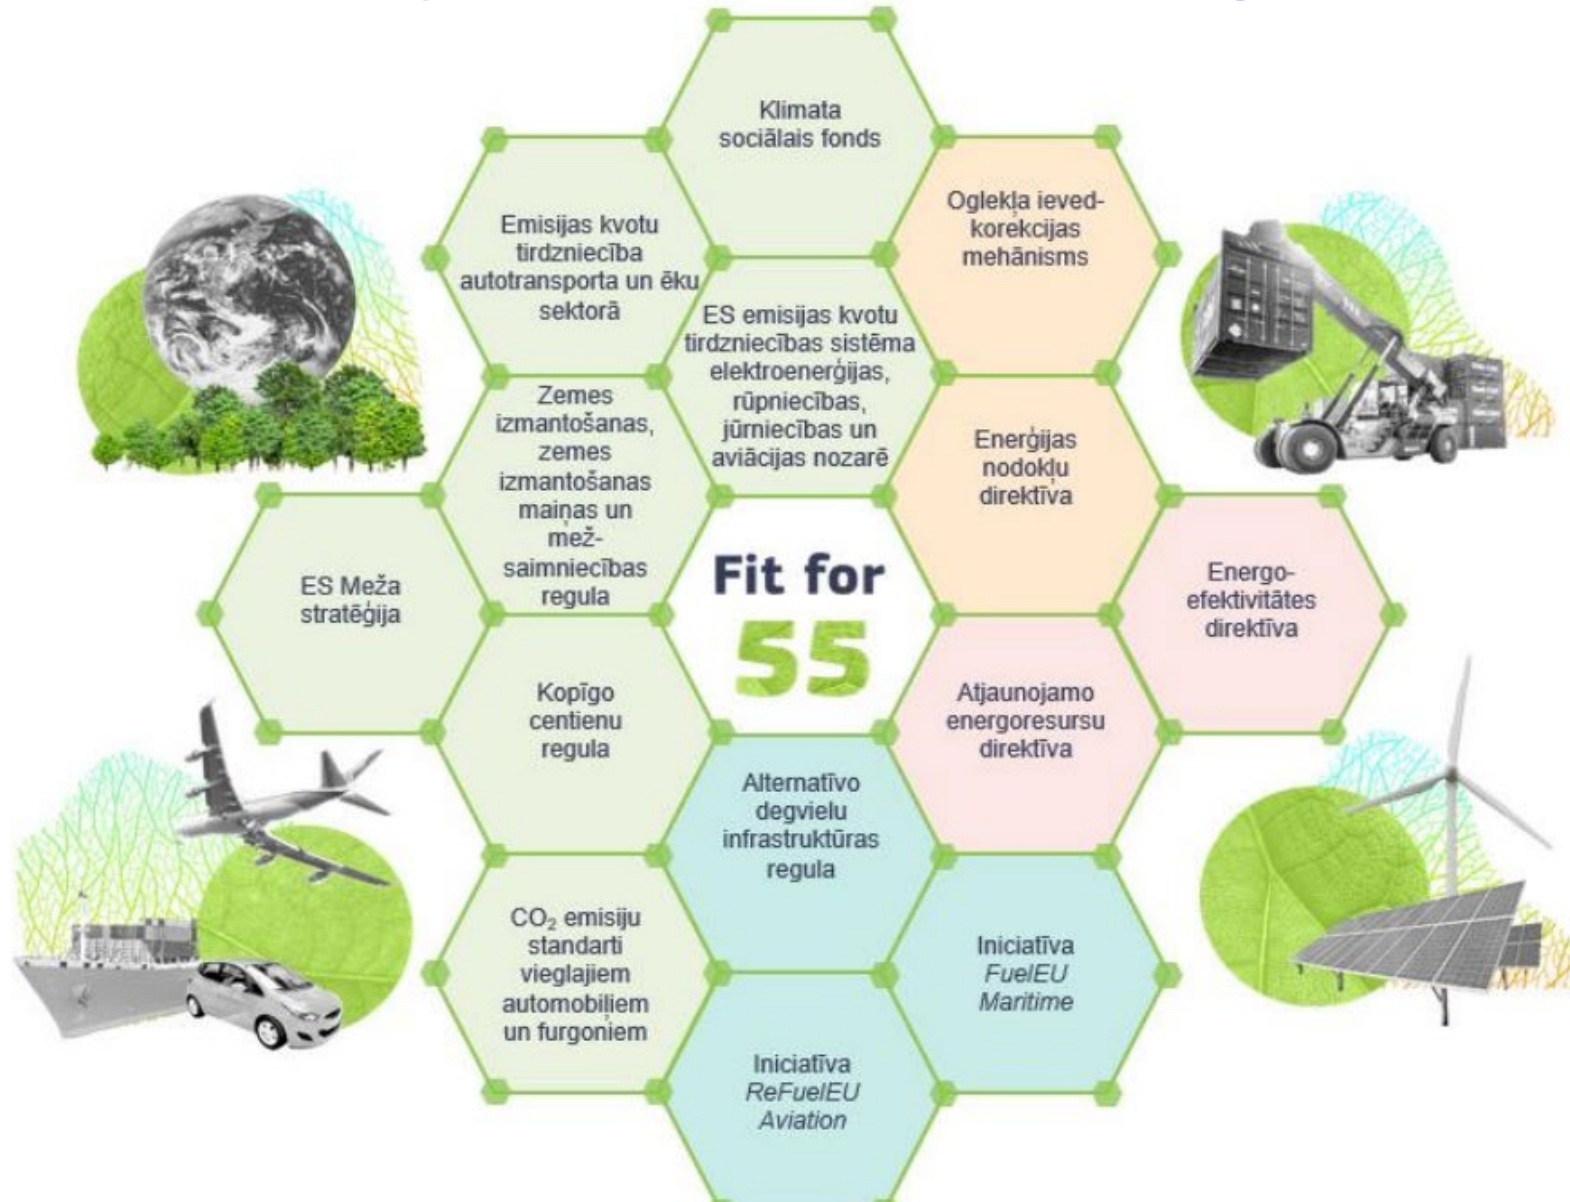 Klimata
sociālais fonds
Emisijas kvotu
tirdzniecība
autotransporta un ēku
sektorā
Oglekļa ieved-
korekcijas
mehānisms
ES emisijas kvotu
tirdzniecības sistēma
elektroenerģijas,
rūpniecības,
jūrniecības un
aviācijas nozarē
Zemes
izmantošanas,
zemes
izmantošanas
maiņas un
mež-
saimniecības
regula
Enerģijas
nodokļu
direktīva
ES Meža
stratēģija
Fit for
55
Energo-
efektivitātes
direktīva
Kopīgo
centienu
regula
Atjaunojamo
energoresursu
direktīva
Alternatīvo
degvielu
infrastruktūras
regula
CO₂ emisiju
standarti
vieglajiem
automobiļiem
un furgoniem
Iniciatīva
FuelEU
Maritime
Iniciatīva
ReFuelEU
Aviation